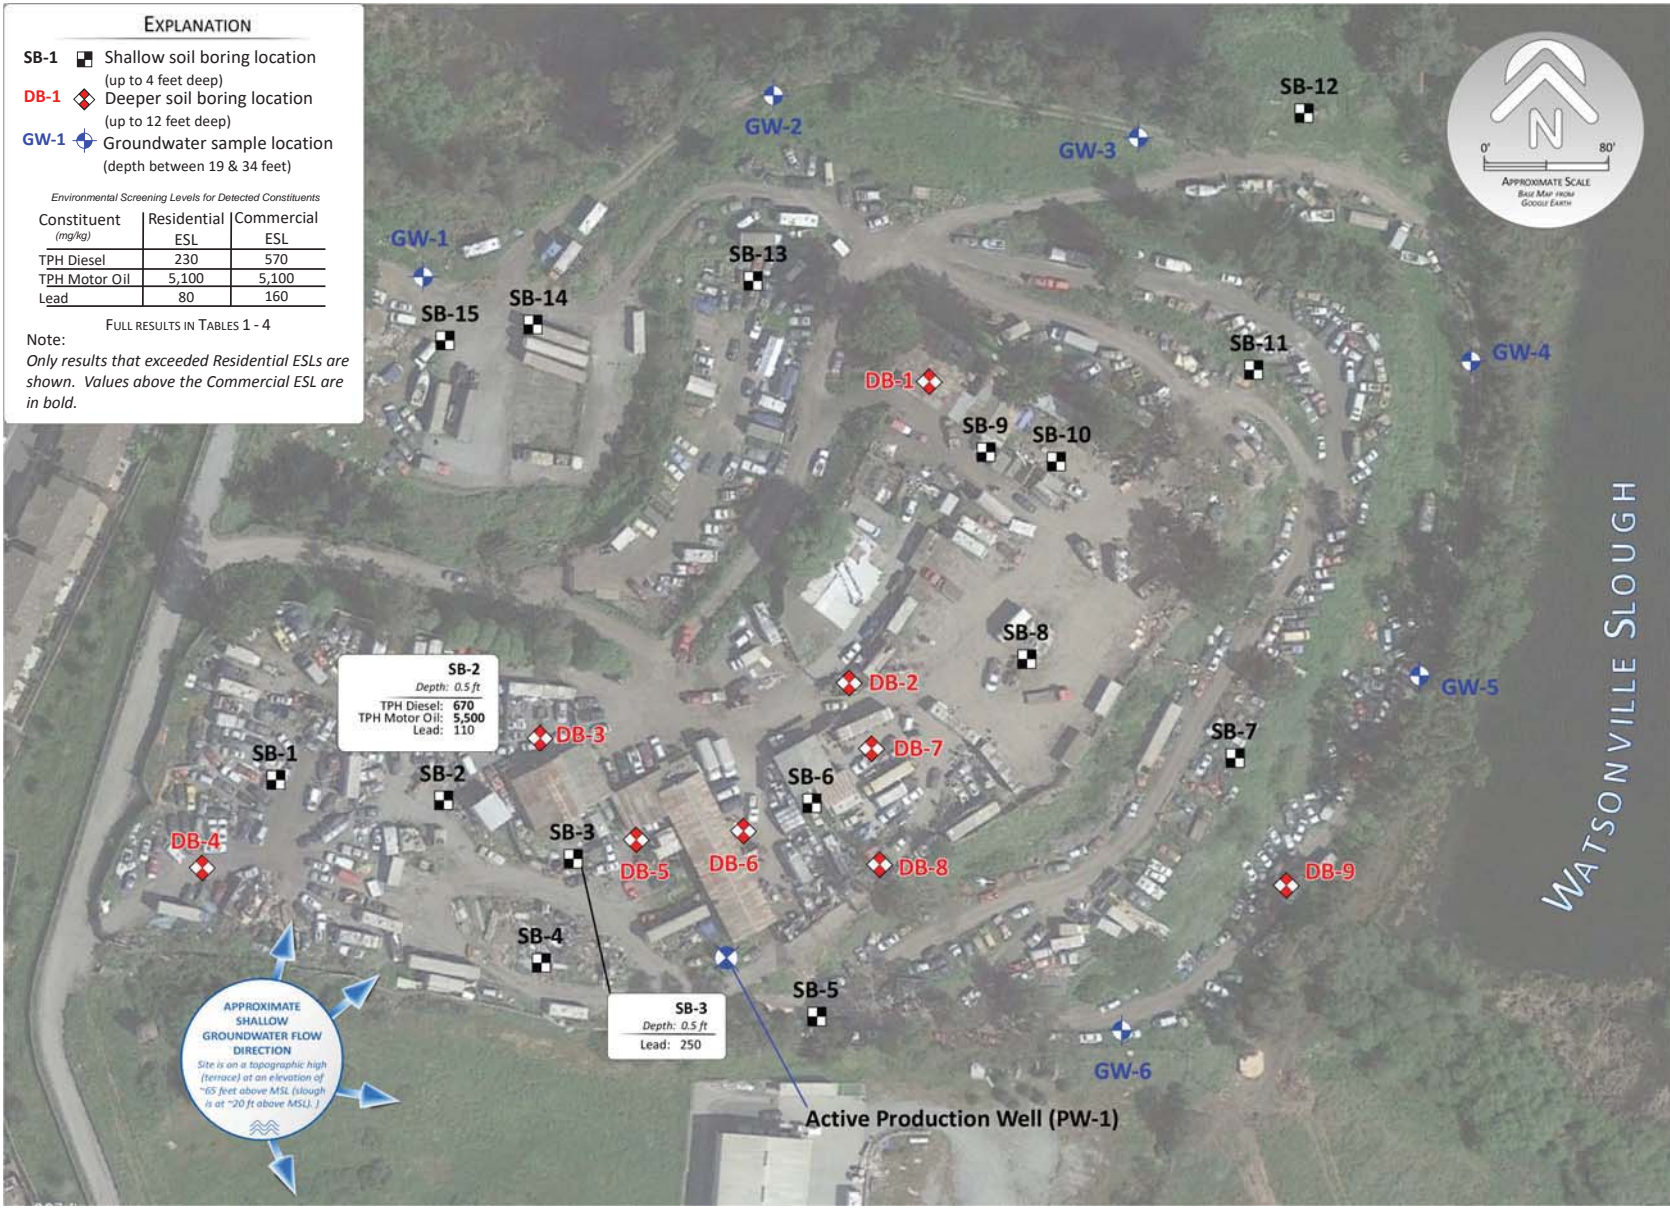 EXPLANATION
SB-1 Shallow soil boring location
(up to 4 feet deep)
DB-1 Deeper soil boring location
(up to 12 feet deep)
GW-1 Groundwater sample location
(depth between 19 & 34 feet)
Environmental Screening Levels for Detected Constituents
Constituent Residential Commercial
(mg/kg) ESL ESL
TPH Diesel 230 570
TPH Motor Oil 5,100 5,100
Lead 80 160
FULL RESULTS IN TABLES 1 - 4
Note:
Only results that exceeded Residential ESLs are
shown. Values above the Commercial ESL are
in bold.
N
0' 80'
APPROXIMATE SCALE
BASE MAP FROM
GOOGLE EARTH
SB-12
GW-2
GW-3
GW-1
SB-13
SB-14
SB-15
SB-11
GW-4
DB-1
SB-9
SB-10
WATSONVILLE SLOUGH
SB-8
SB-2
Depth: 0.5 ft
TPH Diesel: 670
TPH Motor Oil: 5,500
Lead: 110
DB-2
GW-5
DB-3
SB-7
DB-7
SB-1
SB-2
SB-6
SB-3
DB-4
DB-5
DB-6
DB-8
DB-9
SB-4
SB-5
SB-3
Depth: 0.5 ft
Lead: 250
APPROXIMATE
SHALLOW
GROUNDWATER FLOW
DIRECTION
Site is on a topographic high
(terrace) at an elevation of
~65 feet above MSL (slough
is at ~20 ft above MSL). )
GW-6
Active Production Well (PW-1)